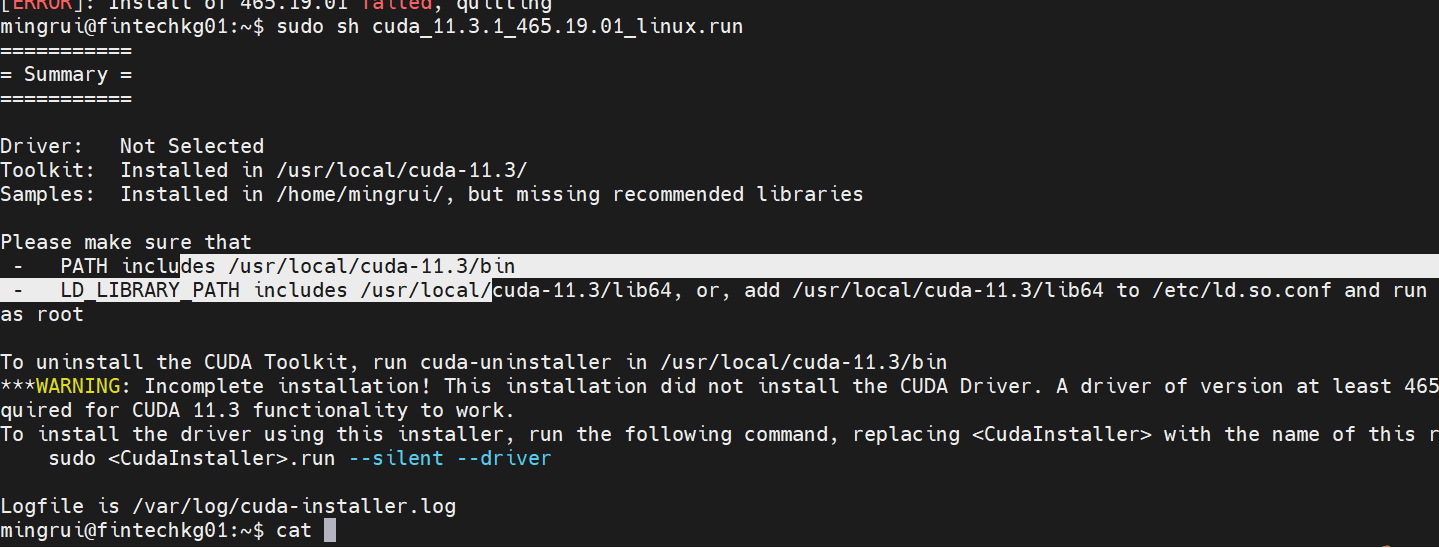 [ERROR]: Install of 465.19.01 failed, quitting
mingrui@fintechkg01:~$ sudo sh cuda_11.3.1_465.19.01_linux.run
===========
= Summary =
===========
Driver:   Not Selected
Toolkit:  Installed in /usr/local/cuda-11.3/
Samples:  Installed in /home/mingrui/, but missing recommended libraries
Please make sure that
 -   PATH includes /usr/local/cuda-11.3/bin
 -   LD_LIBRARY_PATH includes /usr/local/cuda-11.3/lib64, or, add /usr/local/cuda-11.3/lib64 to /etc/ld.so.conf and run
as root
To uninstall the CUDA Toolkit, run cuda-uninstaller in /usr/local/cuda-11.3/bin
***WARNING: Incomplete installation! This installation did not install the CUDA Driver. A driver of version at least 465
quired for CUDA 11.3 functionality to work.
To install the driver using this installer, run the following command, replacing <CudaInstaller> with the name of this r
    sudo <CudaInstaller>.run --silent --driver
Logfile is /var/log/cuda-installer.log
mingrui@fintechkg01:~$ cat